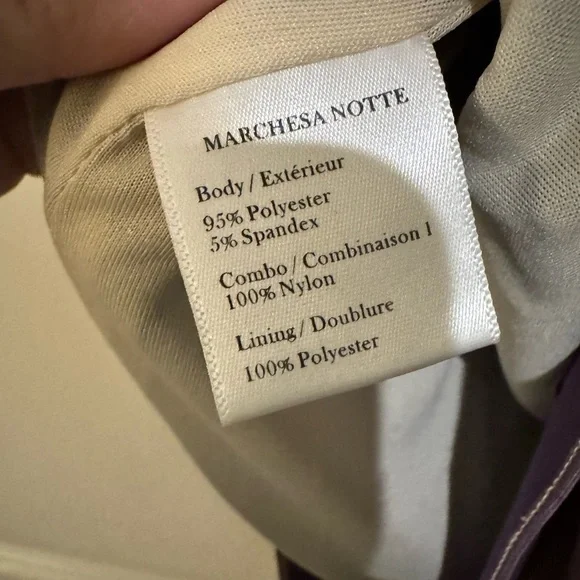 MARCHESA NOTTE
Body / Extérieur
95% Polyester
5% Spandex
Combo / Combinaison 1
100% Nylon
Lining / Doublure
100% Polyester